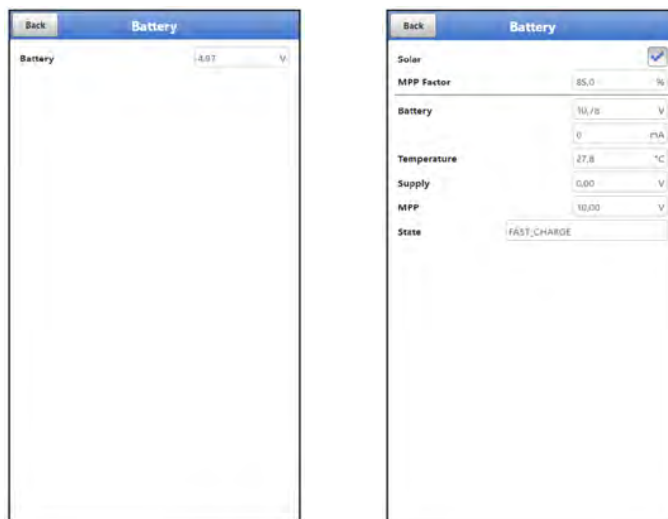 Back Battery
Battery 4.87 V
Back Battery
Solar
MPP Factor 85,0 %
Battery 10,78 V
0 mA
Temperature 27,8 °C
Supply 0,00 V
MPP 10,00 V
State FAST_CHARGE